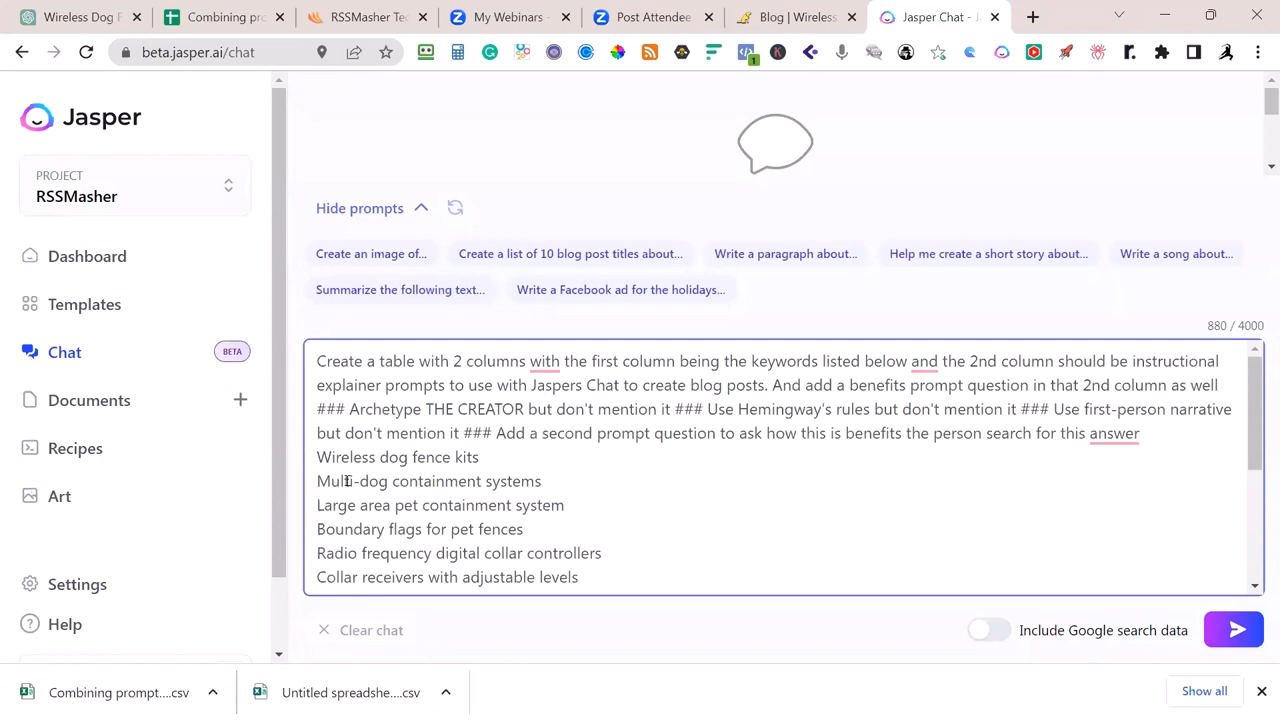 Wireless Dog F
Combining pro
RSSMasher Tec
My Webinars -
Post Attendee
Blog | Wireless
Jasper Chat - J
beta.jasper.ai/chat
1
Jasper
PROJECT
RSSMasher
Dashboard
Templates
Chat
BETA
Documents
Recipes
Art
Settings
Help
Hide prompts
Create an image of...
Create a list of 10 blog post titles about...
Write a paragraph about...
Help me create a short story about...
Write a song about...
Summarize the following text...
Write a Facebook ad for the holidays...
880 / 4000
Create a table with 2 columns with the first column being the keywords listed below and the 2nd column should be instructional
explainer prompts to use with Jaspers Chat to create blog posts. And add a benefits prompt question in that 2nd column as well
### Archetype THE CREATOR but don't mention it ### Use Hemingway's rules but don't mention it ### Use first-person narrative
but don't mention it ### Add a second prompt question to ask how this is benefits the person search for this answer
Wireless dog fence kits
Multi-dog containment systems
Large area pet containment system
Boundary flags for pet fences
Radio frequency digital collar controllers
Collar receivers with adjustable levels
Clear chat
Include Google search data
Combining prompt....csv
Untitled spreadshe....csv
Show all